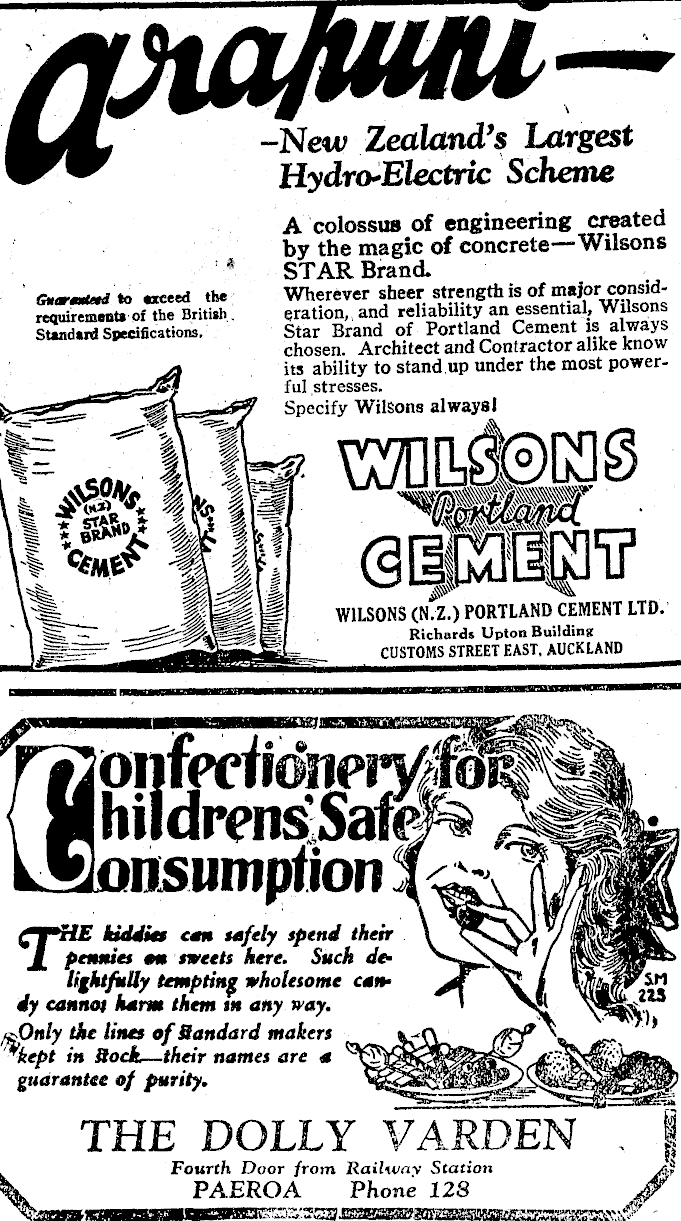 Arapuni—
–New Zealand's Largest
Hydro-Electric Scheme
A colossus of engineering created
by the magic of concrete—Wilsons
STAR Brand.
Guaranteed to exceed the
requirements of the British
Standard Specifications.
Wherever sheer strength is of major consid-
eration, and reliability an essential, Wilsons
Star Brand of Portland Cement is always
chosen. Architect and Contractor alike know
its ability to stand up under the most power-
ful stresses.
Specify Wilsons always!
WILSONS
(N.Z)
STAR
BRAND
CEMENT
WILSONS
Portland
CEMENT
WILSONS (N.Z.) PORTLAND CEMENT LTD.
Richards Upton Building
CUSTOMS STREET EAST, AUCKLAND
Confectionery for
Childrens' Safe
Consumption
THE kiddies can safely spend their
pennies on sweets here. Such de-
lightfully tempting wholesome can-
dy cannot harm them in any way.
Only the lines of standard makers
kept in stock—their names are a
guarantee of purity.
S.M
223
THE DOLLY VARDEN
Fourth Door from Railway Station
PAEROA Phone 128